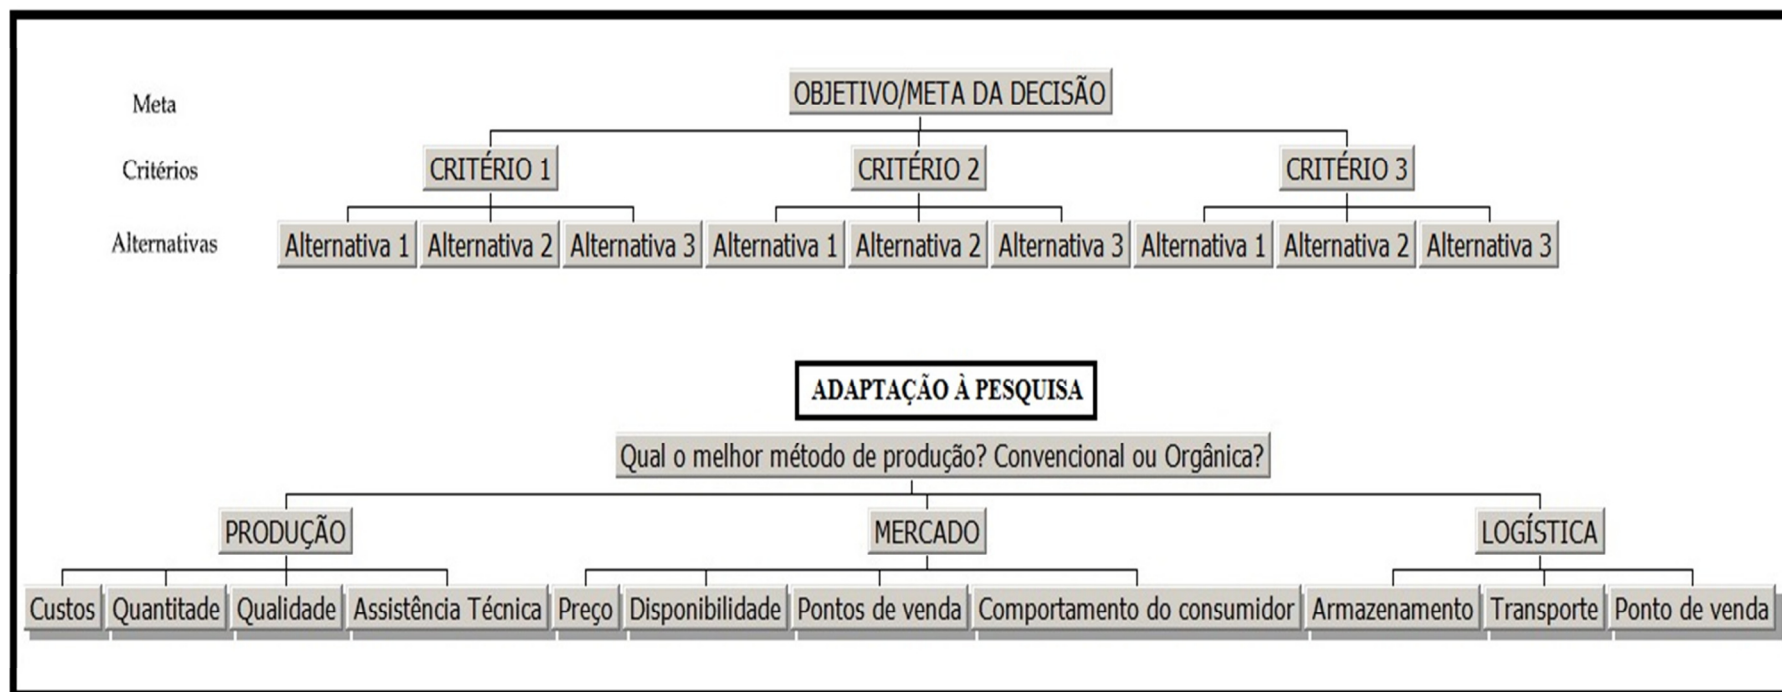 Meta
OBJETIVO/META DA DECISÃO
Critérios
CRITÉRIO 1
CRITÉRIO 2
CRITÉRIO 3
Alternativas
Alternativa 1
Alternativa 2
Alternativa 3
Alternativa 1
Alternativa 2
Alternativa 3
Alternativa 1
Alternativa 2
Alternativa 3
ADAPTAÇÃO À PESQUISA
Qual o melhor método de produção? Convencional ou Orgânica?
PRODUÇÃO
MERCADO
LOGÍSTICA
Custos
Quantitade
Qualidade
Assistência Técnica
Preço
Disponibilidade
Pontos de venda
Comportamento do consumidor
Armazenamento
Transporte
Ponto de venda